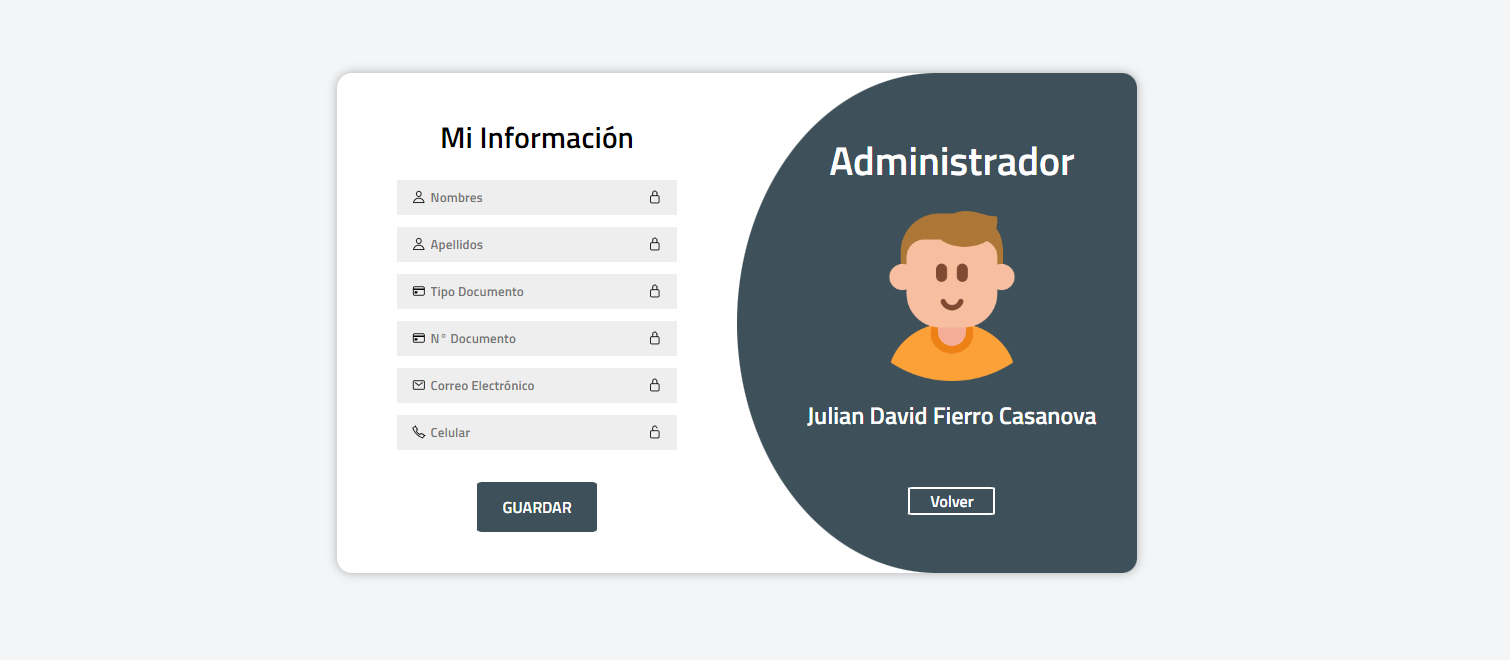 Mi Información
Nombres
Apellidos
Tipo Documento
N° Documento
Correo Electrónico
Celular
GUARDAR
Administrador
Julian David Fierro Casanova
Volver